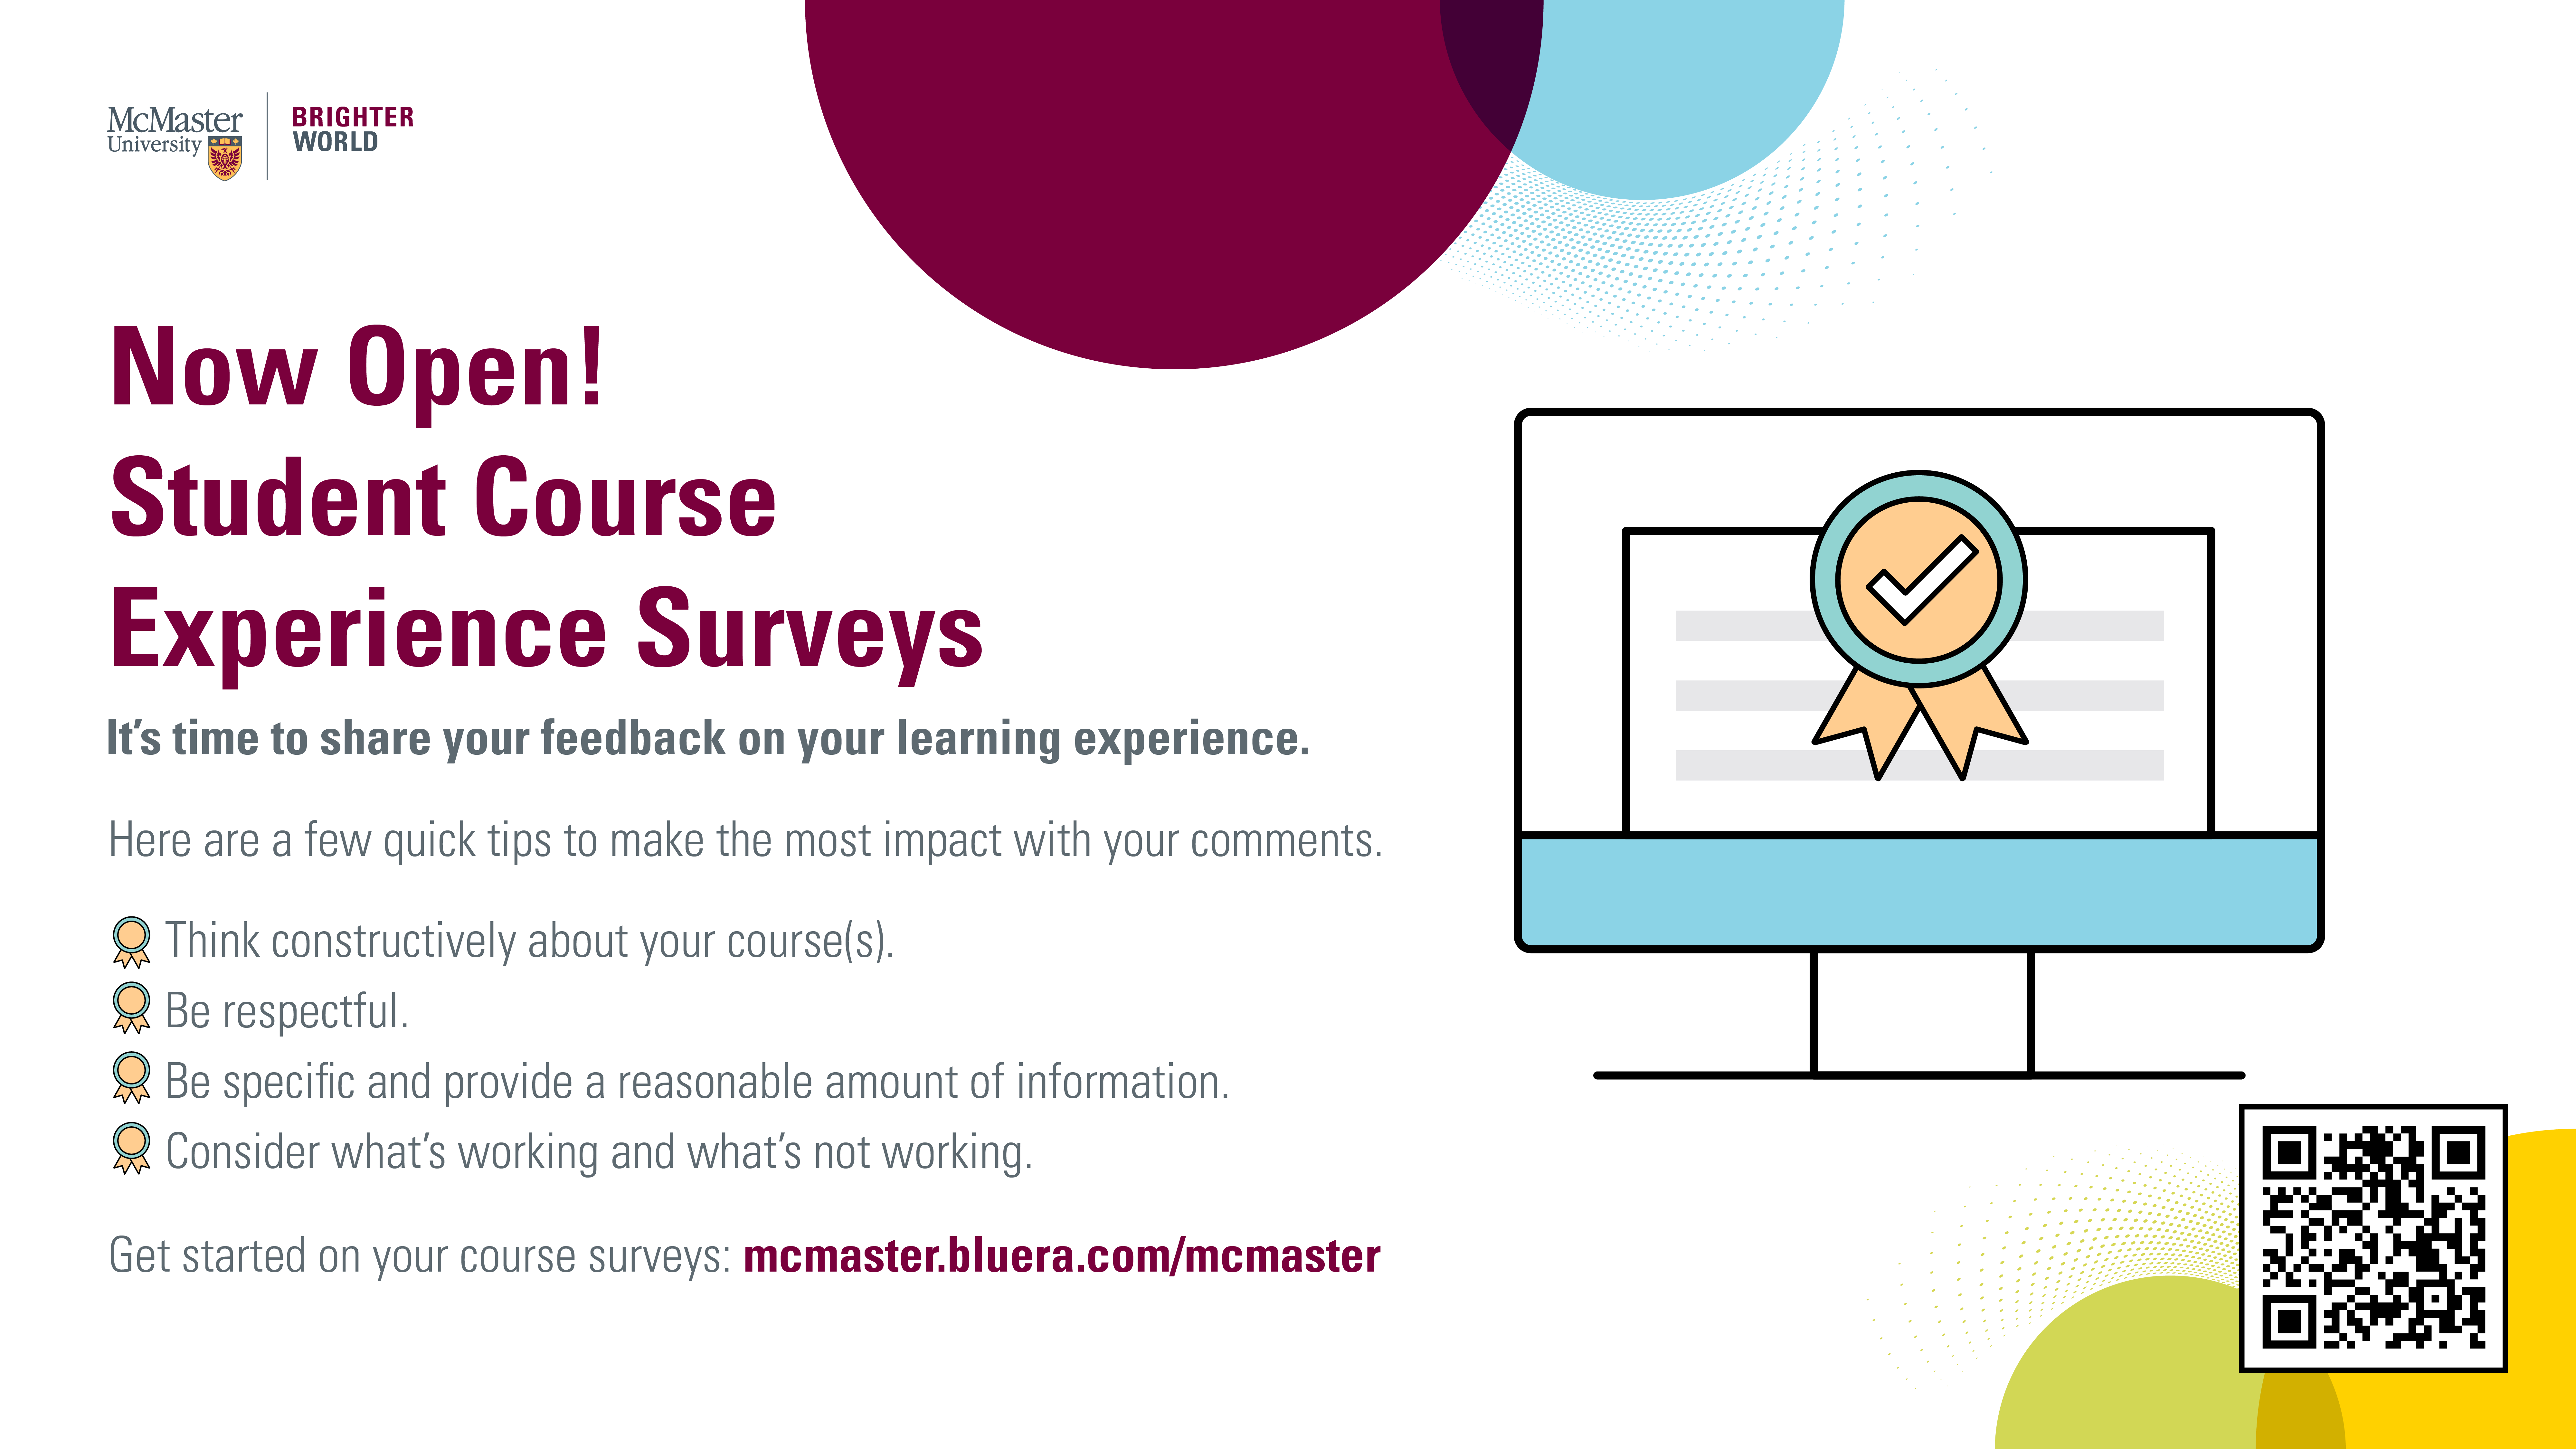 McMaster
University
BRIGHTER
WORLD
Now Open!
Student Course
Experience Surveys
It’s time to share your feedback on your learning experience.
Here are a few quick tips to make the most impact with your comments.
Think constructively about your course(s).
Be respectful.
Be specific and provide a reasonable amount of information.
Consider what’s working and what’s not working.
Get started on your course surveys: mcmaster.bluera.com/mcmaster